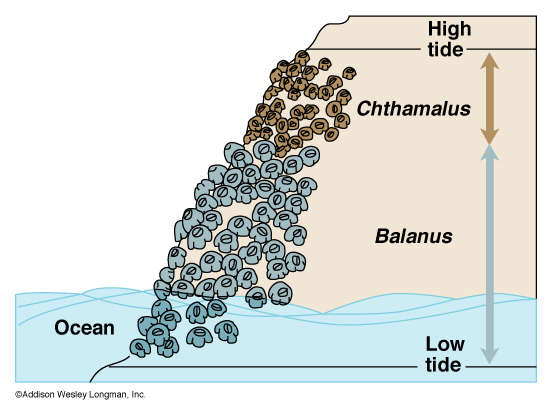 High
tide
Chthamalus
Balanus
Ocean
Low
tide
©Addison Wesley Longman, Inc.